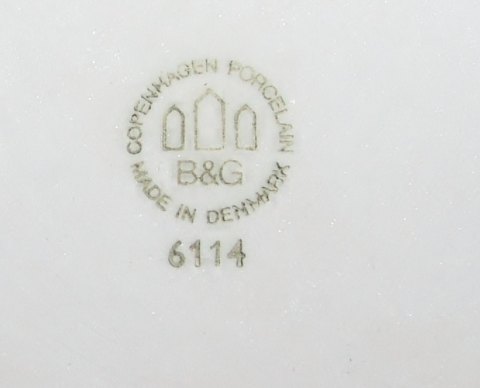 COPENHAGEN PORCELAIN
B&G
MADE IN DENMARK
6114